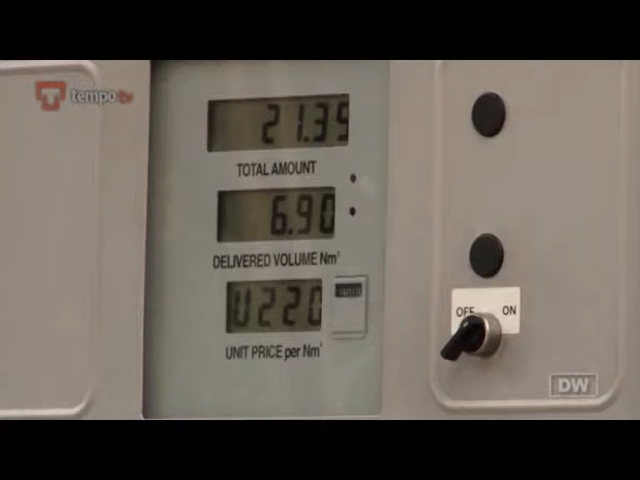 tempo tv
21.35
TOTAL AMOUNT
6.90
DELIVERED VOLUME Nm³
U220
UNIT PRICE per Nm³
OFF ON
DW